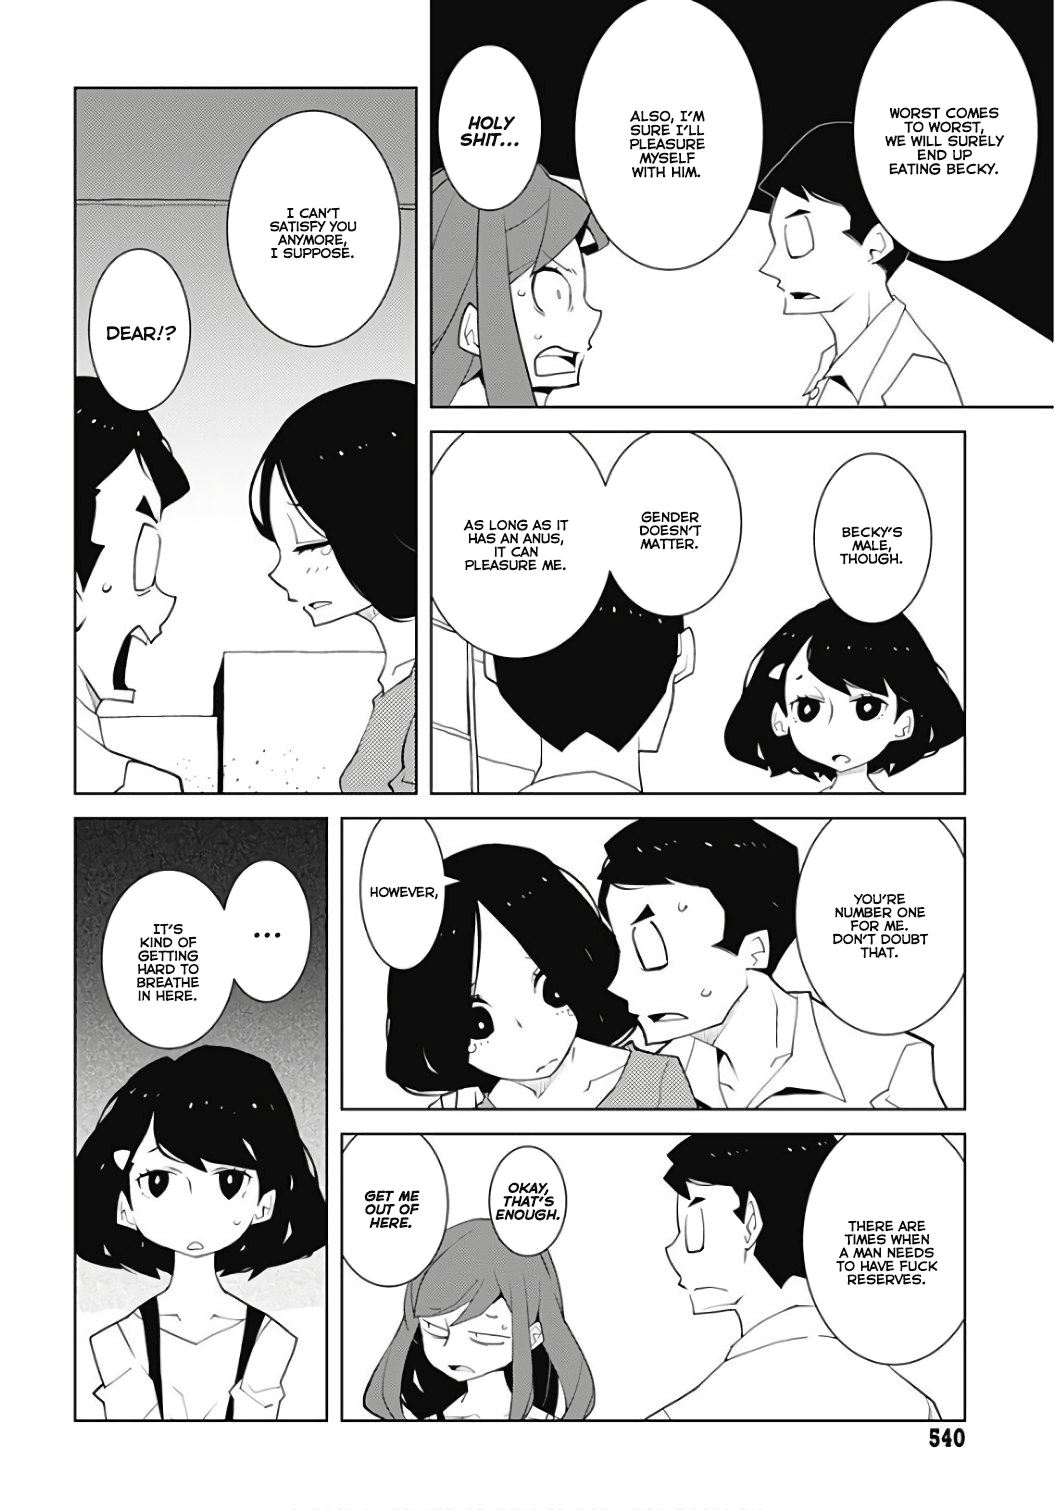 WORST COMES
TO WORST,
WE WILL SURELY
END UP
EATING BECKY.
ALSO, I'M
SURE I'LL
PLEASURE
MYSELF
WITH HIM.
HOLY
SHIT...
I CAN'T
SATISFY YOU
ANYMORE,
I SUPPOSE.
DEAR!?
BECKY'S
MALE,
THOUGH.
GENDER
DOESN'T
MATTER.
AS LONG AS IT
HAS AN ANUS,
IT CAN
PLEASURE ME.
YOU'RE
NUMBER ONE
FOR ME.
DON'T DOUBT
THAT.
HOWEVER,
...
IT'S
KIND OF
GETTING
HARD TO
BREATHE
IN HERE.
THERE ARE
TIMES WHEN
A MAN NEEDS
TO HAVE FUCK
RESERVES.
OKAY,
THAT'S
ENOUGH.
GET ME
OUT OF
HERE.
540